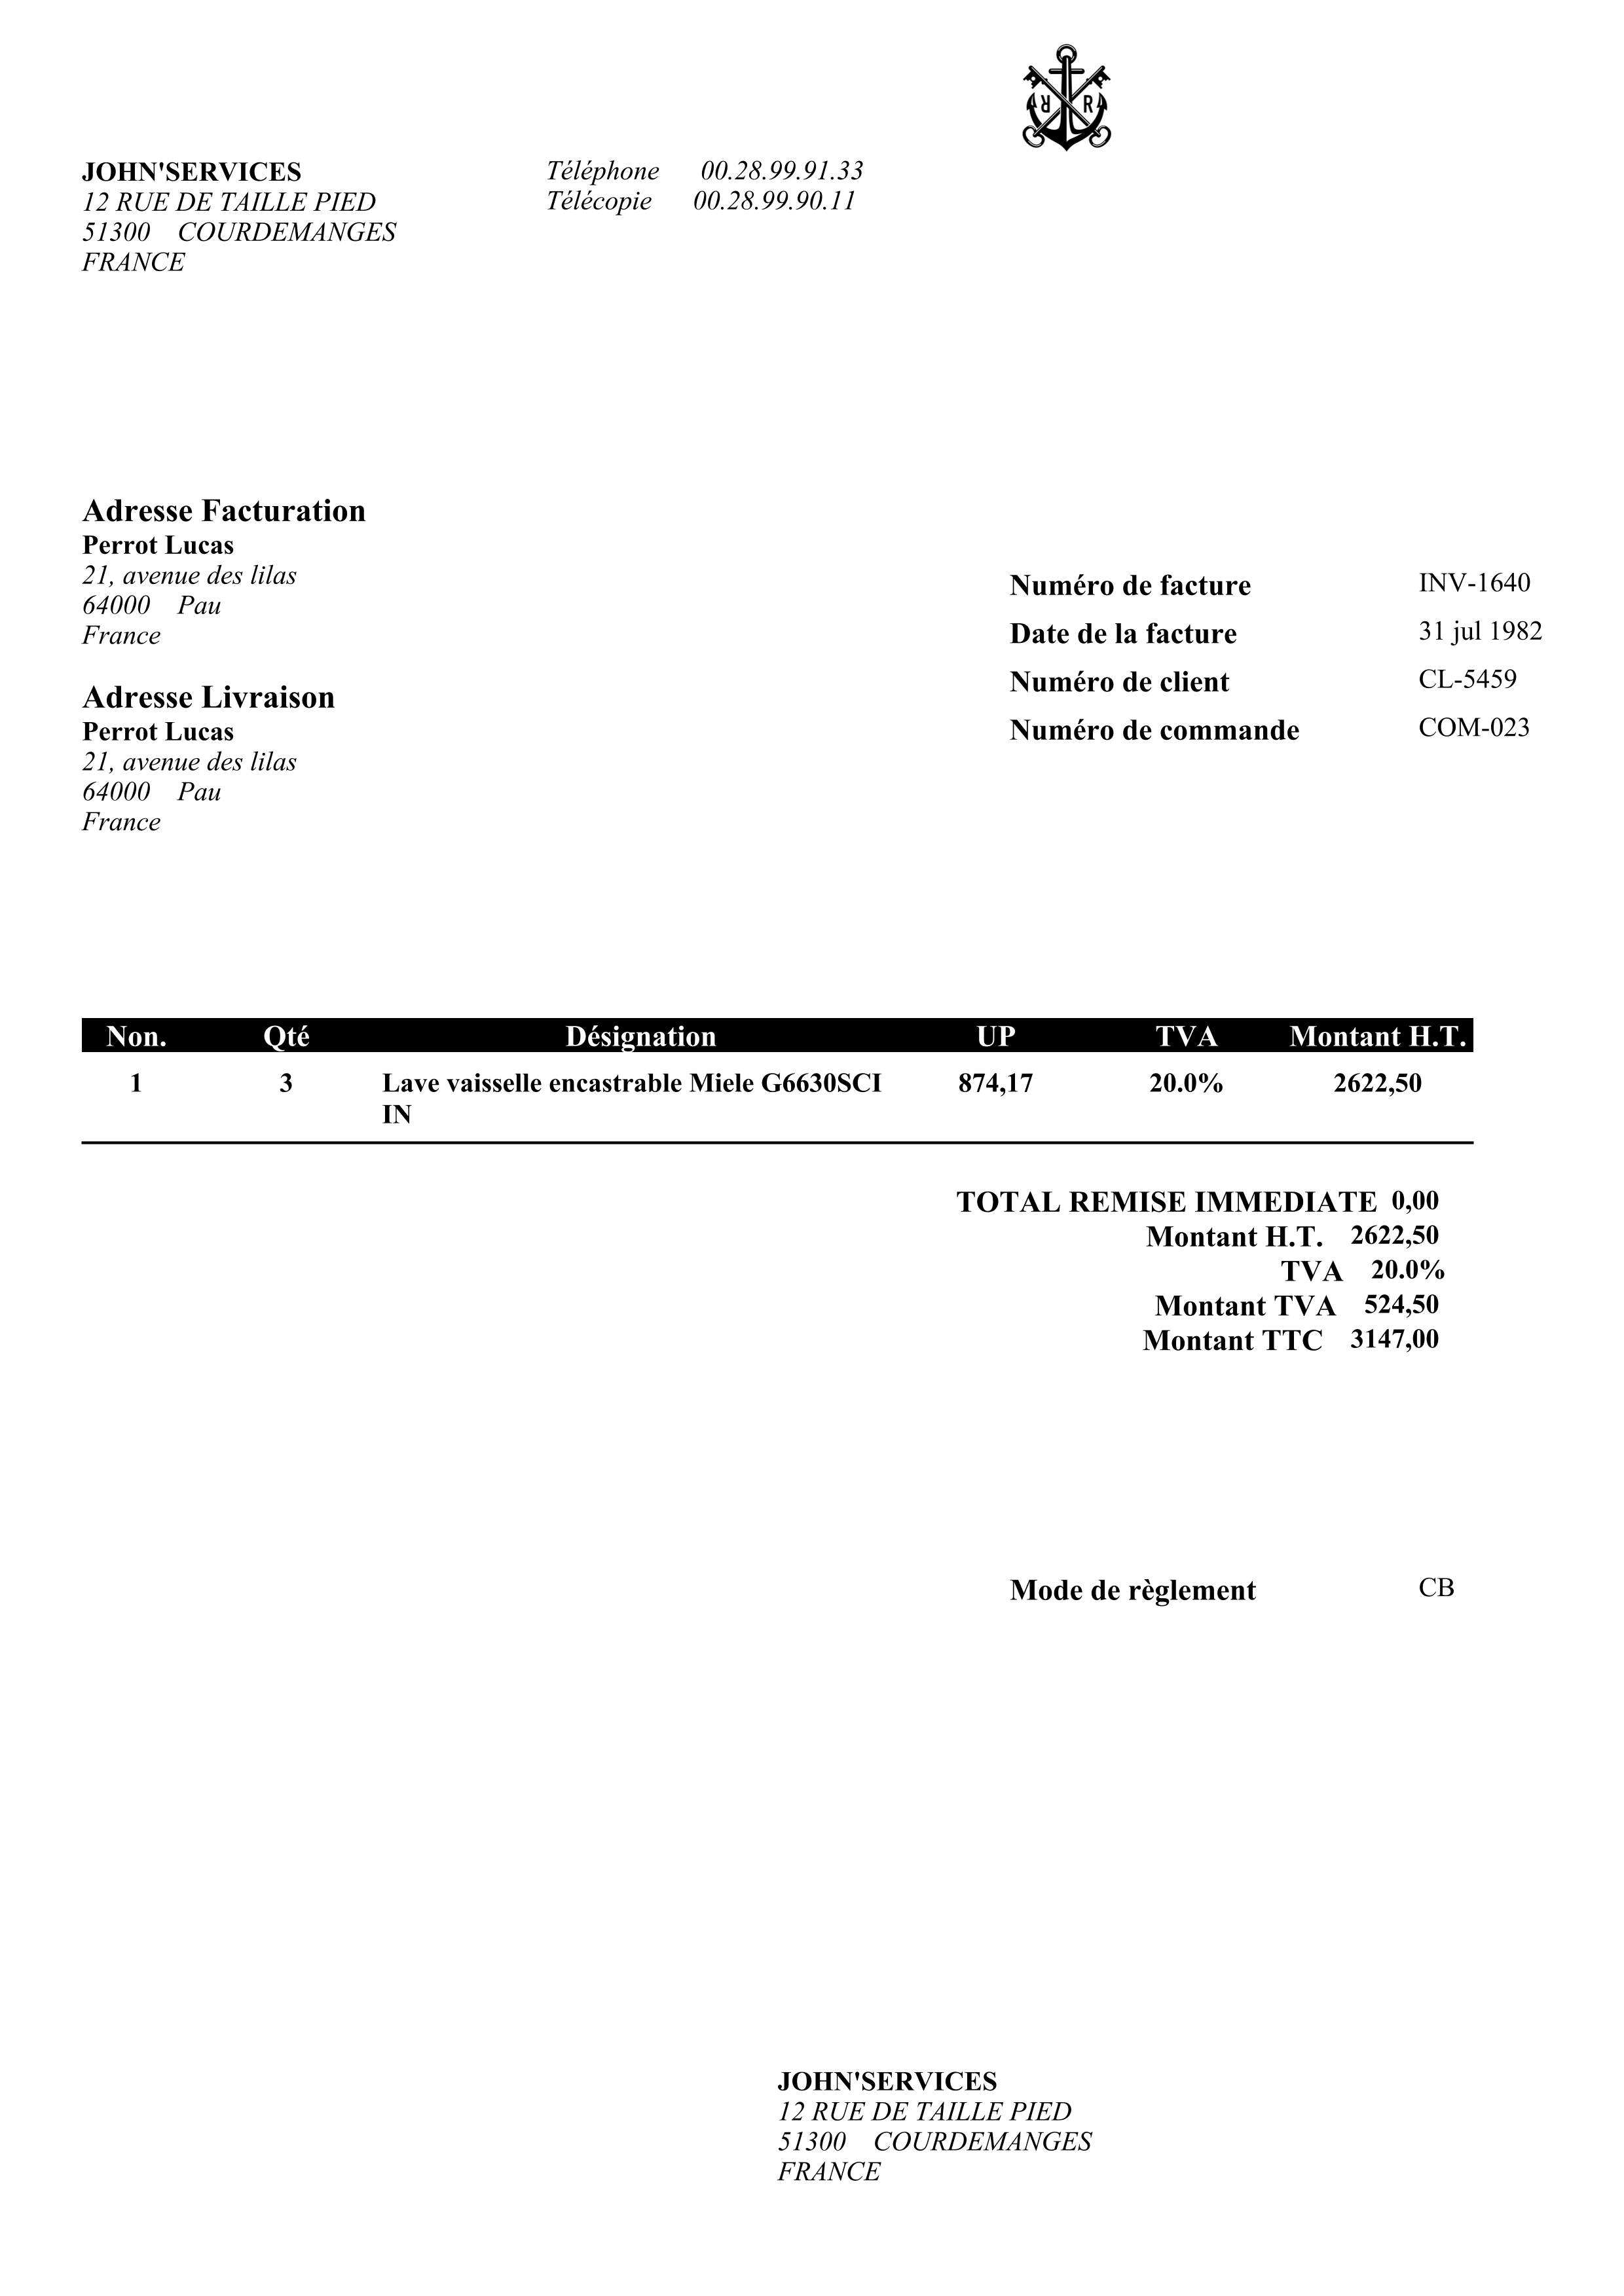 R R
JOHN'SERVICES
12 RUE DE TAILLE PIED
51300 COURDEMANGES
FRANCE
Téléphone 00.28.99.91.33
Télécopie 00.28.99.90.11
Adresse Facturation
Perrot Lucas
21, avenue des lilas
64000 Pau
France
Adresse Livraison
Perrot Lucas
21, avenue des lilas
64000 Pau
France
Numéro de facture INV-1640
Date de la facture 31 jul 1982
Numéro de client CL-5459
Numéro de commande COM-023
Non. Qté Désignation UP TVA Montant H.T.
1 3 Lave vaisselle encastrable Miele G6630SCI 874,17 20.0% 2622,50
IN
TOTAL REMISE IMMEDIATE 0,00
Montant H.T. 2622,50
TVA 20.0%
Montant TVA 524,50
Montant TTC 3147,00
Mode de règlement CB
JOHN'SERVICES
12 RUE DE TAILLE PIED
51300 COURDEMANGES
FRANCE